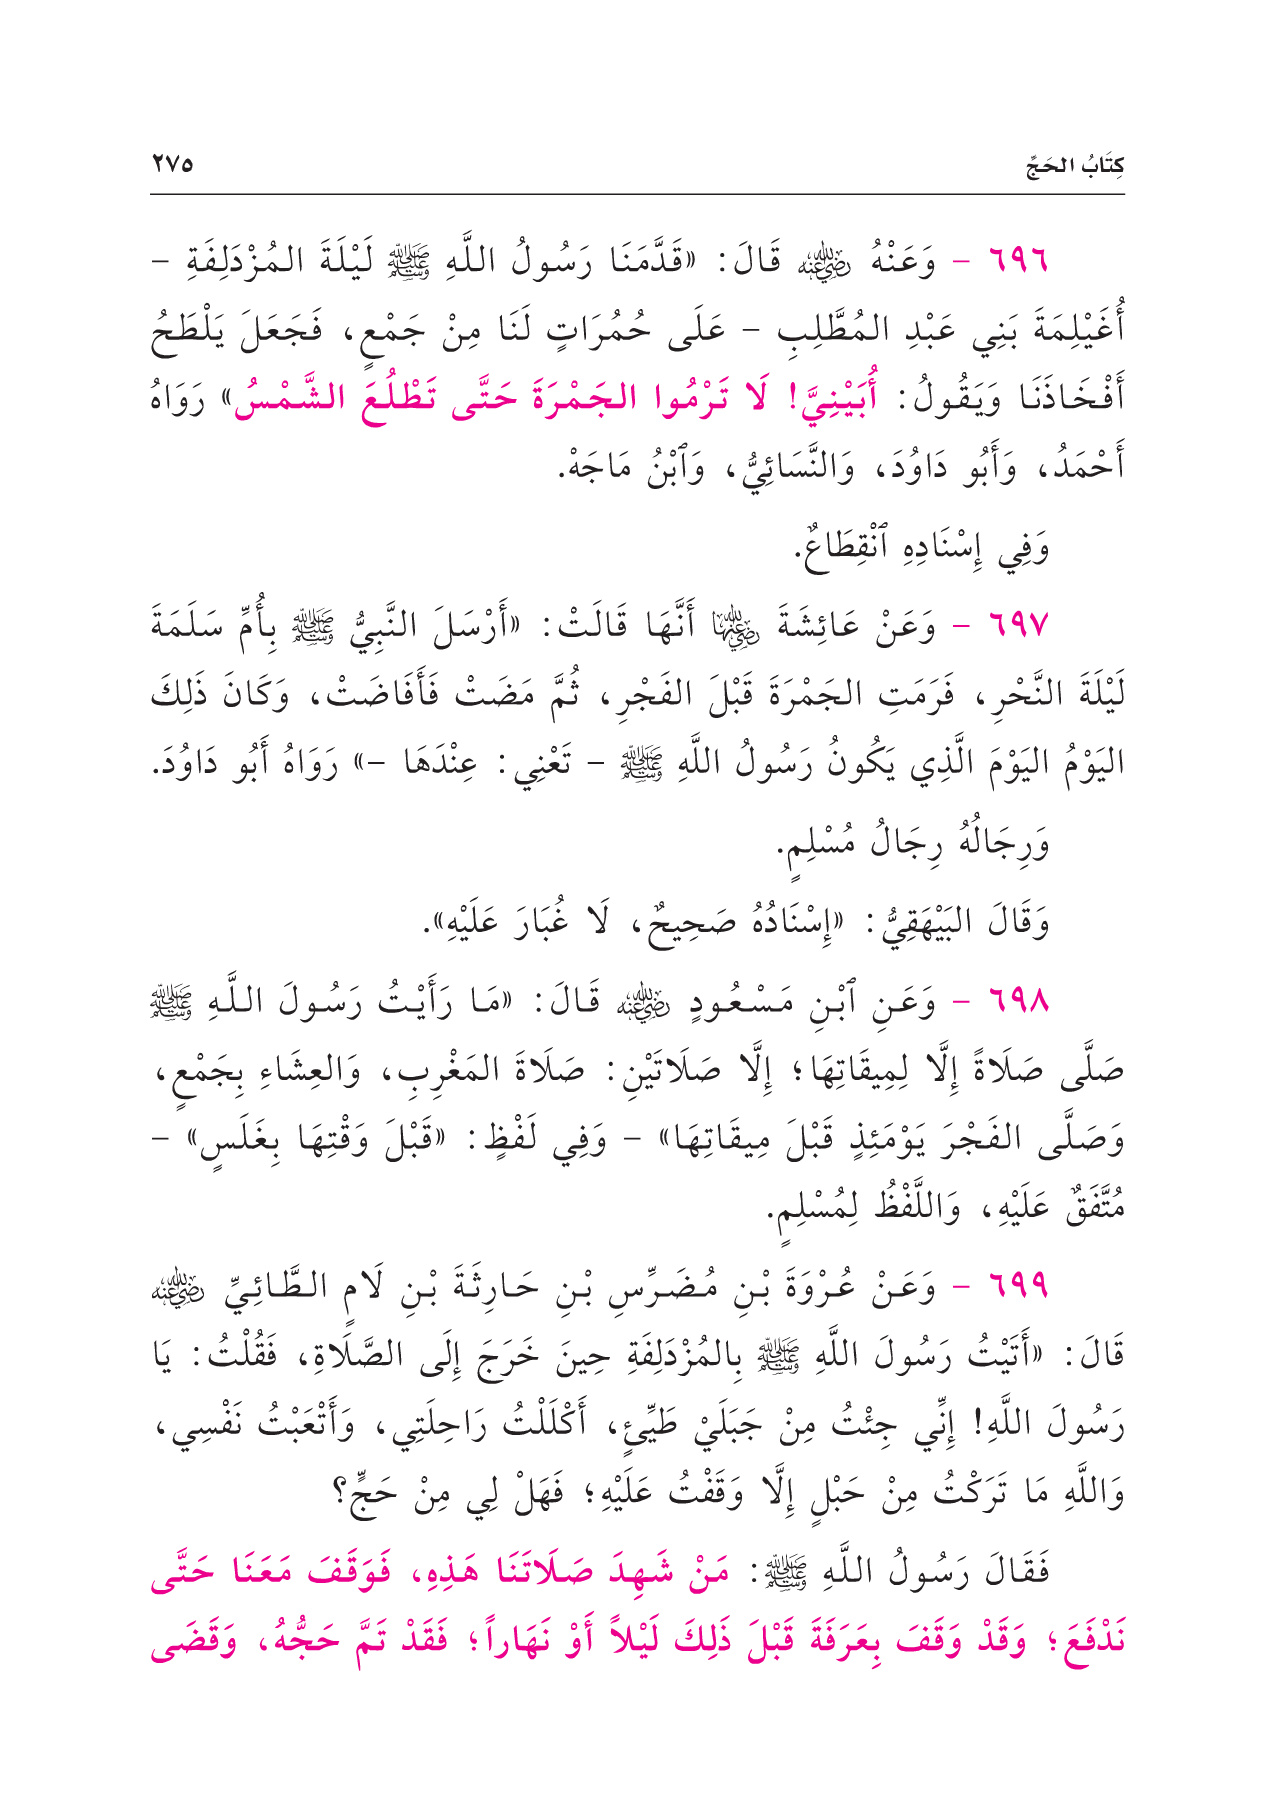 كِتَابُ الحَجِّ ٢٧٥
٦٩٦ - وَعَنْهُ ﵁ قَالَ: «قَدَّمَنَا رَسُولُ اللَّهِ ﷺ لَيْلَةَ المُزْدَلِفَةِ -
أُغَيْلِمَةَ بَنِي عَبْدِ المُطَّلِبِ - عَلَى حُمُرَاتٍ لَنَا مِنْ جَمْعٍ، فَجَعَلَ يَلْطَحُ
أَفْخَاذَنَا وَيَقُولُ: أُبَيْنِيَّ! لَا تَرْمُوا الجَمْرَةَ حَتَّى تَطْلُعَ الشَّمْسُ» رَوَاهُ
أَحْمَدُ، وَأَبُو دَاوُدَ، وَالنَّسَائِيُّ، وَٱبْنُ مَاجَهْ.
وَفِي إِسْنَادِهِ ٱنْقِطَاعٌ.
٦٩٧ - وَعَنْ عَائِشَةَ ﵂ أَنَّهَا قَالَتْ: «أَرْسَلَ النَّبِيُّ ﷺ بِأُمِّ سَلَمَةَ
لَيْلَةَ النَّحْرِ، فَرَمَتِ الجَمْرَةَ قَبْلَ الفَجْرِ، ثُمَّ مَضَتْ فَأَفَاضَتْ، وَكَانَ ذَلِكَ
اليَوْمُ اليَوْمَ الَّذِي يَكُونُ رَسُولُ اللَّهِ ﷺ - تَعْنِي: عِنْدَهَا -» رَوَاهُ أَبُو دَاوُدَ.
وَرِجَالُهُ رِجَالُ مُسْلِمٍ.
وَقَالَ البَيْهَقِيُّ: «إِسْنَادُهُ صَحِيحٌ، لَا غُبَارَ عَلَيْهِ».
٦٩٨ - وَعَنِ ٱبْنِ مَسْعُودٍ ﵁ قَالَ: «مَا رَأَيْتُ رَسُولَ اللَّهِ ﷺ
صَلَّى صَلَاةً إِلَّا لِمِيقَاتِهَا؛ إِلَّا صَلَاتَيْنِ: صَلَاةَ المَغْرِبِ، وَالعِشَاءِ بِجَمْعٍ،
وَصَلَّى الفَجْرَ يَوْمَئِذٍ قَبْلَ مِيقَاتِهَا» - وَفِي لَفْظٍ: «قَبْلَ وَقْتِهَا بِغَلَسٍ» -
مُتَّفَقٌ عَلَيْهِ، وَاللَّفْظُ لِمُسْلِمٍ.
٦٩٩ - وَعَنْ عُرْوَةَ بْنِ مُضَرِّسِ بْنِ حَارِثَةَ بْنِ لَامٍ الطَّائِيِّ ﵁
قَالَ: «أَتَيْتُ رَسُولَ اللَّهِ ﷺ بِالمُزْدَلِفَةِ حِينَ خَرَجَ إِلَى الصَّلَاةِ، فَقُلْتُ: يَا
رَسُولَ اللَّهِ! إِنِّي جِئْتُ مِنْ جَبَلَيْ طَيِّئٍ، أَكْلَلْتُ رَاحِلَتِي، وَأَتْعَبْتُ نَفْسِي،
وَاللَّهِ مَا تَرَكْتُ مِنْ حَبْلٍ إِلَّا وَقَفْتُ عَلَيْهِ؛ فَهَلْ لِي مِنْ حَجٍّ؟
فَقَالَ رَسُولُ اللَّهِ ﷺ: مَنْ شَهِدَ صَلَاتَنَا هَذِهِ، فَوَقَفَ مَعَنَا حَتَّى
نَدْفَعَ؛ وَقَدْ وَقَفَ بِعَرَفَةَ قَبْلَ ذَلِكَ لَيْلاً أَوْ نَهَاراً؛ فَقَدْ تَمَّ حَجُّهُ، وَقَضَى